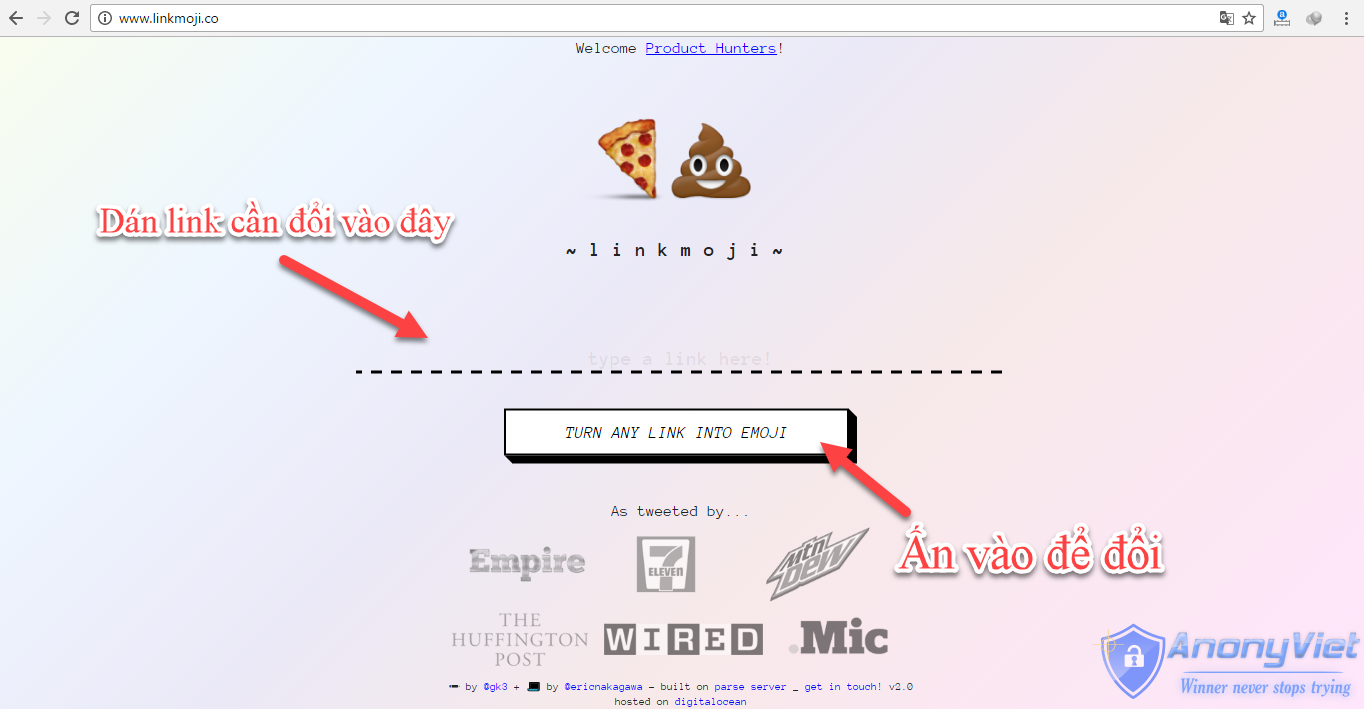 www.linkmoji.co
Welcome Product Hunters!
Dán link cần đổi vào đây
~ l i n k m o j i ~
type a link here!
TURN ANY LINK INTO EMOJI
As tweeted by...
Empire
7
ELEVEN
mtn
DEW
Ấn vào để đổi
THE
HUFFINGTON
POST
WIRED
.Mic
AnonyViet
Winner never stops trying
by @gk3 + by @ericnakagawa - built on parse server _ get in touch! v2.0
hosted on digitalocean